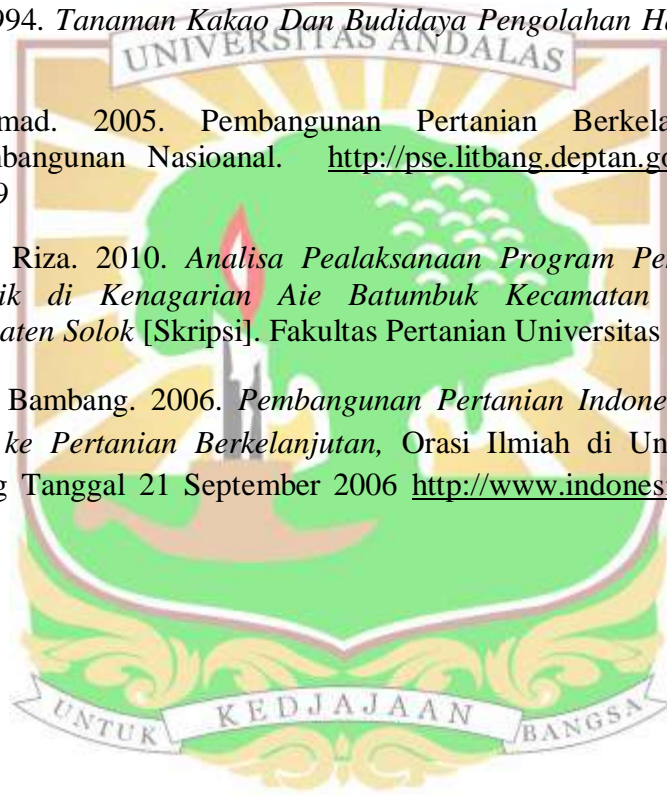 994. Tanaman Kakao Dan Budidaya Pengolahan Ha
UNIVERSITAS ANDALAS
mad. 2005. Pembangunan Pertanian Berkela
nbangunan Nasioanal. http://pse.litbang.deptan.go
9
Riza. 2010. Analisa Pealaksanaan Program Pe
ik di Kenagarian Aie Batumbuk Kecamatan
aten Solok [Skripsi]. Fakultas Pertanian Universitas
Bambang. 2006. Pembangunan Pertanian Indone
ke Pertanian Berkelanjutan, Orasi Ilmiah di Un
g Tanggal 21 September 2006 http://www.indones
UNTUK KEDJAJAAN BANGSA